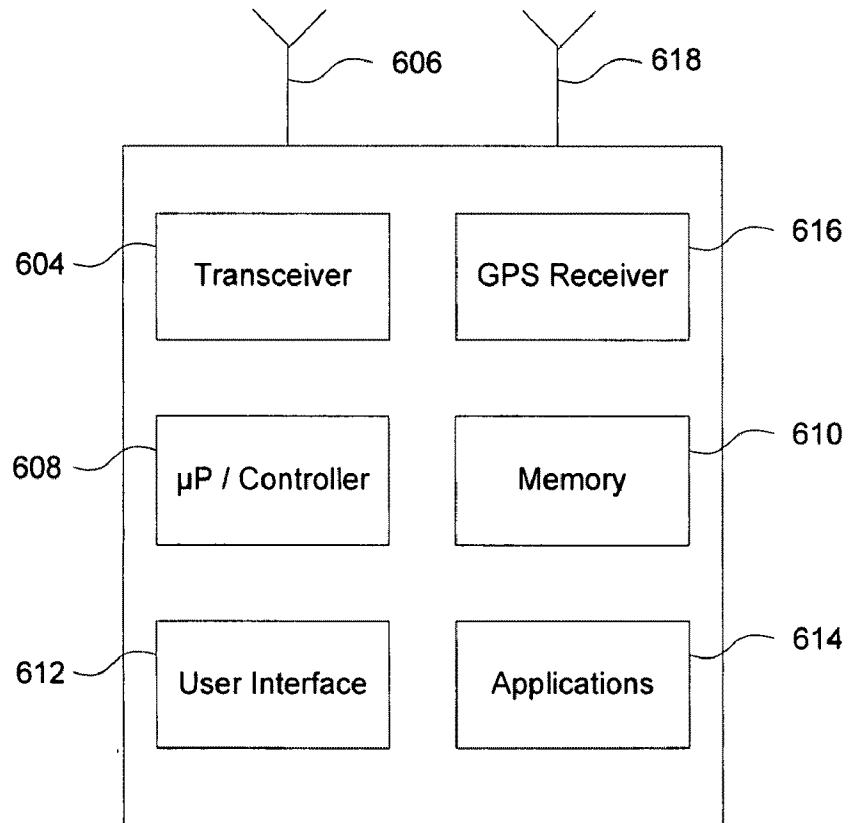 606
618
604
Transceiver
GPS Receiver
616
608
µP / Controller
Memory
610
612
User Interface
Applications
614